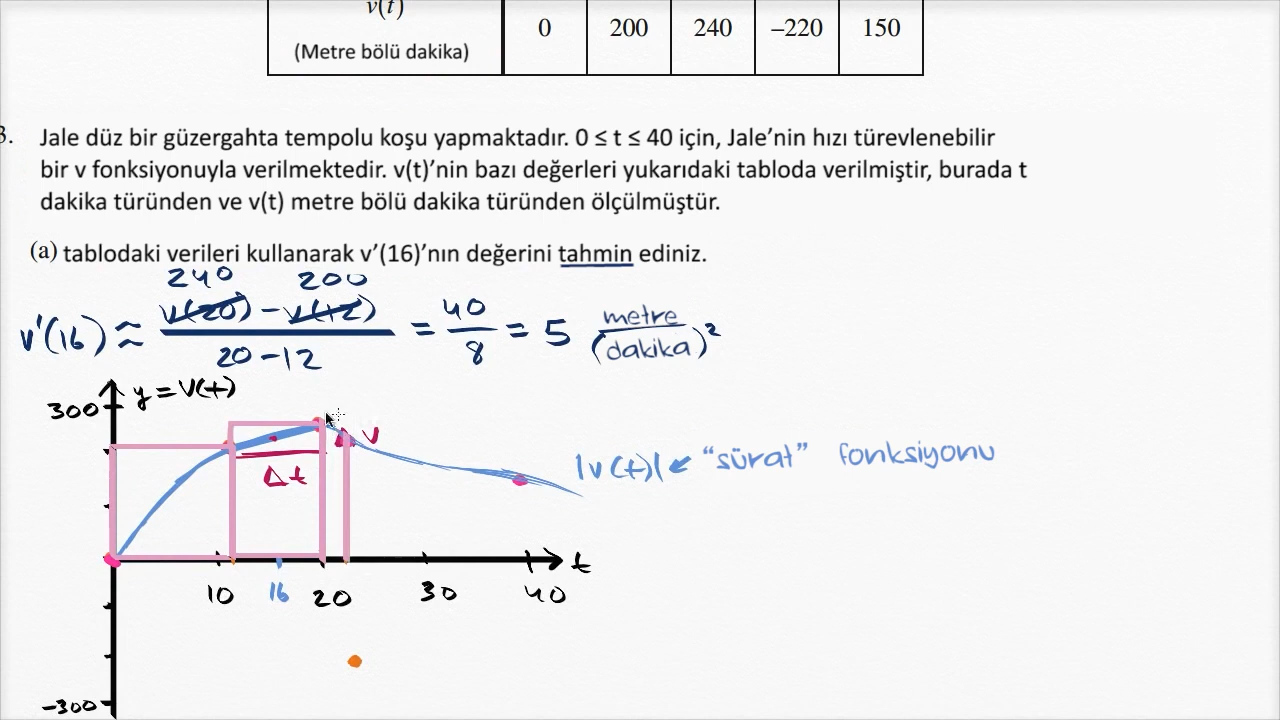 v(t)
(Metre bölü dakika)
0 200 240 –220 150
3. Jale düz bir güzergahta tempolu koşu yapmaktadır. 0 ≤ t ≤ 40 için, Jale’nin hızı türevlenebilir
bir v fonksiyonuyla verilmektedir. v(t)’nin bazı değerleri yukarıdaki tabloda verilmiştir, burada t
dakika türünden ve v(t) metre bölü dakika türünden ölçülmüştür.
(a) tablodaki verileri kullanarak v’(16)’nın değerini tahmin ediniz.
240 200
v'(16) ≈ v(20) – v(12) / 20 – 12 = 40 / 8 = 5 metre / (dakika)²
y = v(t)
300
Δt
v
|v(t)| ← “sürat” fonksiyonu
t
10 16 20 30 40
-300